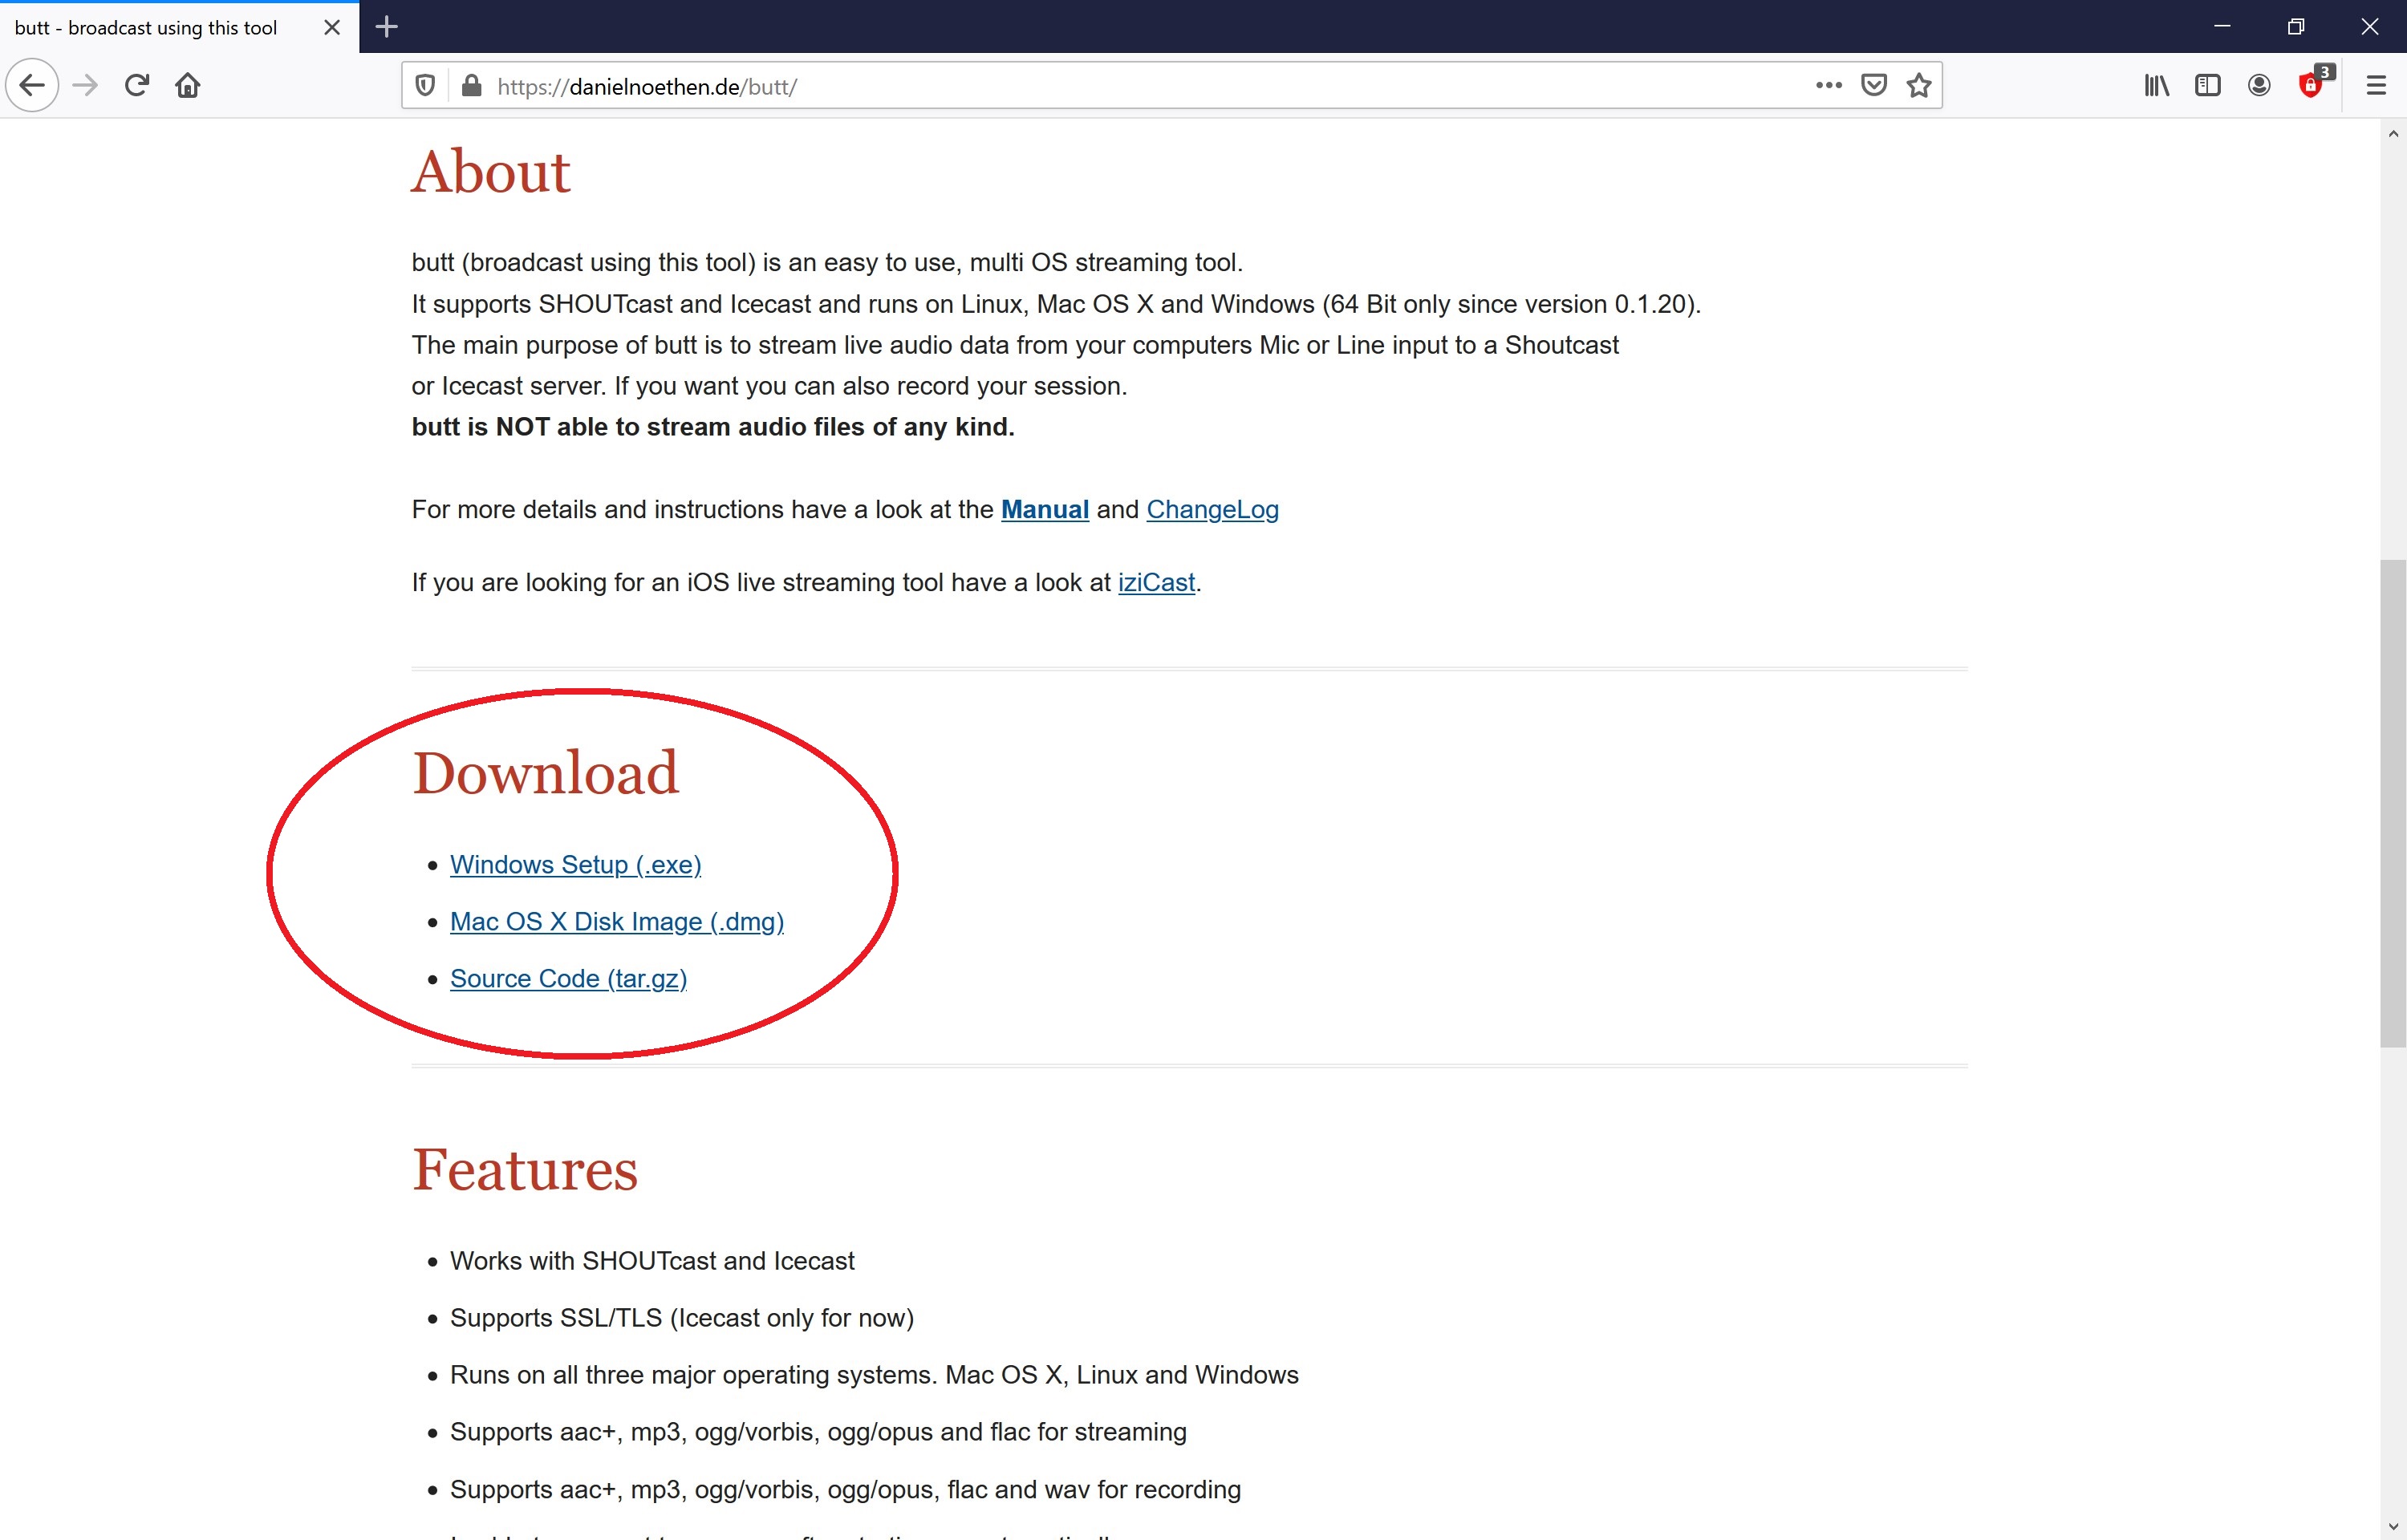 butt - broadcast using this tool
https://danielnoethen.de/butt/
3
About
butt (broadcast using this tool) is an easy to use, multi OS streaming tool.
It supports SHOUTcast and Icecast and runs on Linux, Mac OS X and Windows (64 Bit only since version 0.1.20).
The main purpose of butt is to stream live audio data from your computers Mic or Line input to a Shoutcast
or Icecast server. If you want you can also record your session.
butt is NOT able to stream audio files of any kind.
For more details and instructions have a look at the Manual and ChangeLog
If you are looking for an iOS live streaming tool have a look at iziCast.
Download
Windows Setup (.exe)
Mac OS X Disk Image (.dmg)
Source Code (tar.gz)
Features
Works with SHOUTcast and Icecast
Supports SSL/TLS (Icecast only for now)
Runs on all three major operating systems. Mac OS X, Linux and Windows
Supports aac+, mp3, ogg/vorbis, ogg/opus and flac for streaming
Supports aac+, mp3, ogg/vorbis, ogg/opus, flac and wav for recording